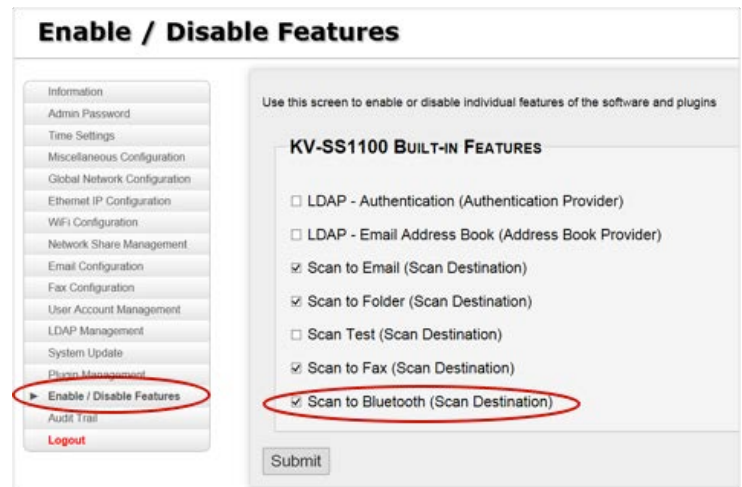 Enable / Disable Features
Information
Admin Password
Time Settings
Miscellaneous Configuration
Global Network Configuration
Ethernet IP Configuration
WiFi Configuration
Network Share Management
Email Configuration
Fax Configuration
User Account Management
LDAP Management
System Update
Plugin Management
Enable / Disable Features
Audit Trail
Logout
Use this screen to enable or disable individual features of the software and plugins
KV-SS1100 BUILT-IN FEATURES
LDAP - Authentication (Authentication Provider)
LDAP - Email Address Book (Address Book Provider)
Scan to Email (Scan Destination)
Scan to Folder (Scan Destination)
Scan Test (Scan Destination)
Scan to Fax (Scan Destination)
Scan to Bluetooth (Scan Destination)
Submit